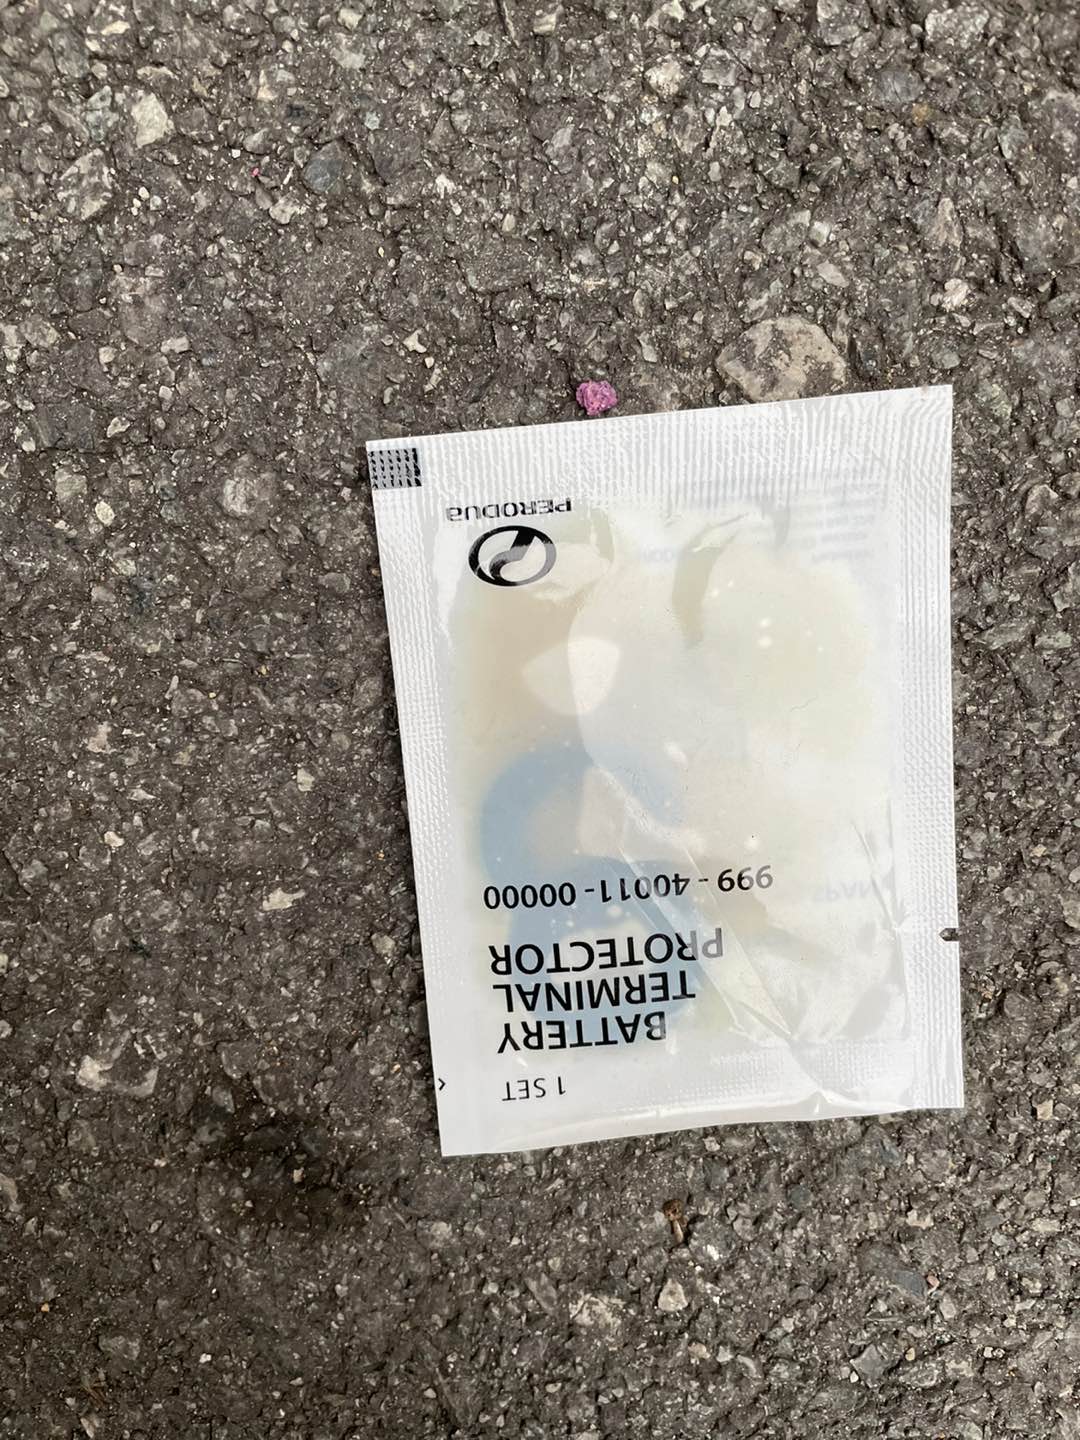 1 SET
BATTERY
TERMINAL
PROTECTOR
999 - 40011 - 00000
PERODUA